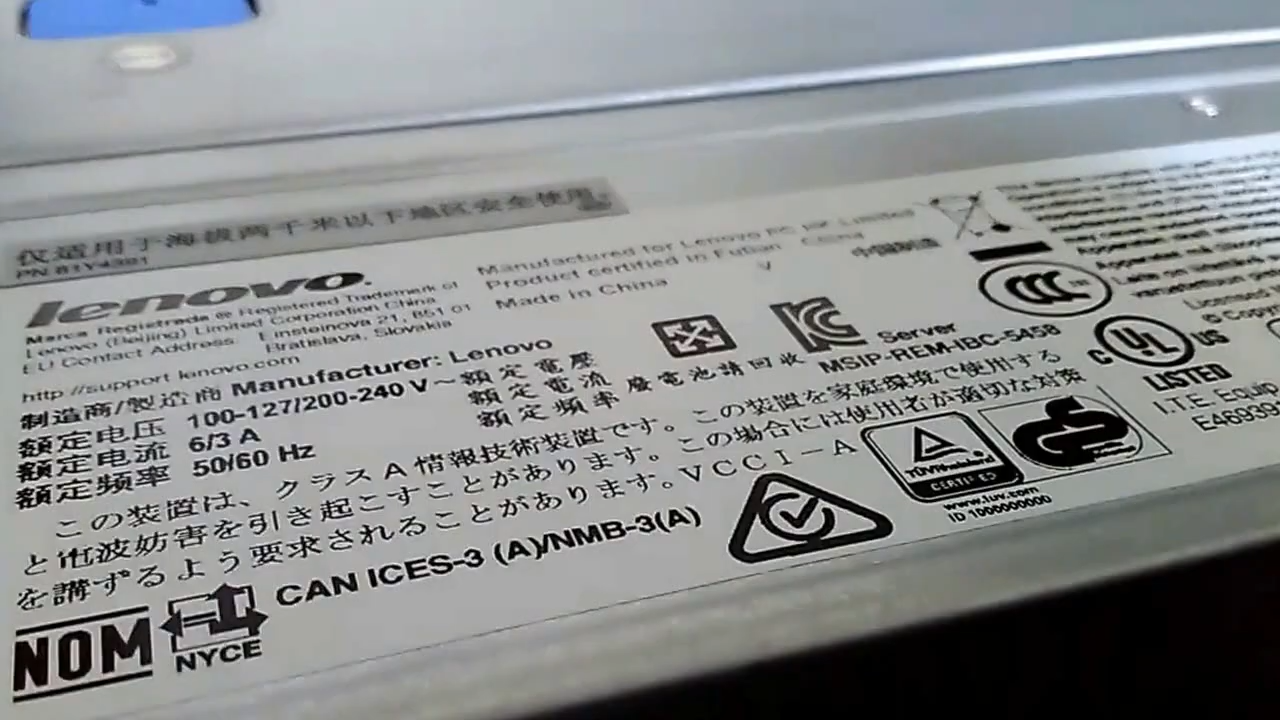 仅适用于海拔两千米以下地区安全使用
PN 81Y4381
lenovo
Marca Registrada ® Registered Trademark of
Lenovo (Beijing) Limited Corporation China
EU Contact Address: Einsteinova 21, 851 01
Bratislava, Slovakia
http://support.lenovo.com
Manufactured for Lenovo PC HK Limited
Product certified in Futian China
Made in China
中国制造
制造商/製造商 Manufacturer: Lenovo
額定电压 100-127/200-240 V~ 額定電壓
額定电流 6/3 A 額定電流
額定频率 50/60 Hz 額定頻率
廢電池請回收
Server
MSIP-REM-IBC-5458
この装置は、クラスA情報技術装置です。この装置を家庭環境で使用する
と電波妨害を引き起こすことがあります。この場合には使用者が適切な対策
を講ずるよう要求されることがあります。VCCI-A
NOM
NYCE
CAN ICES-3 (A)/NMB-3(A)
TÜVRheinland
CERTIFIED
www.tuv.com
ID 1000000000
CCC
C UL US
LISTED
I.T.E. Equip
E46939